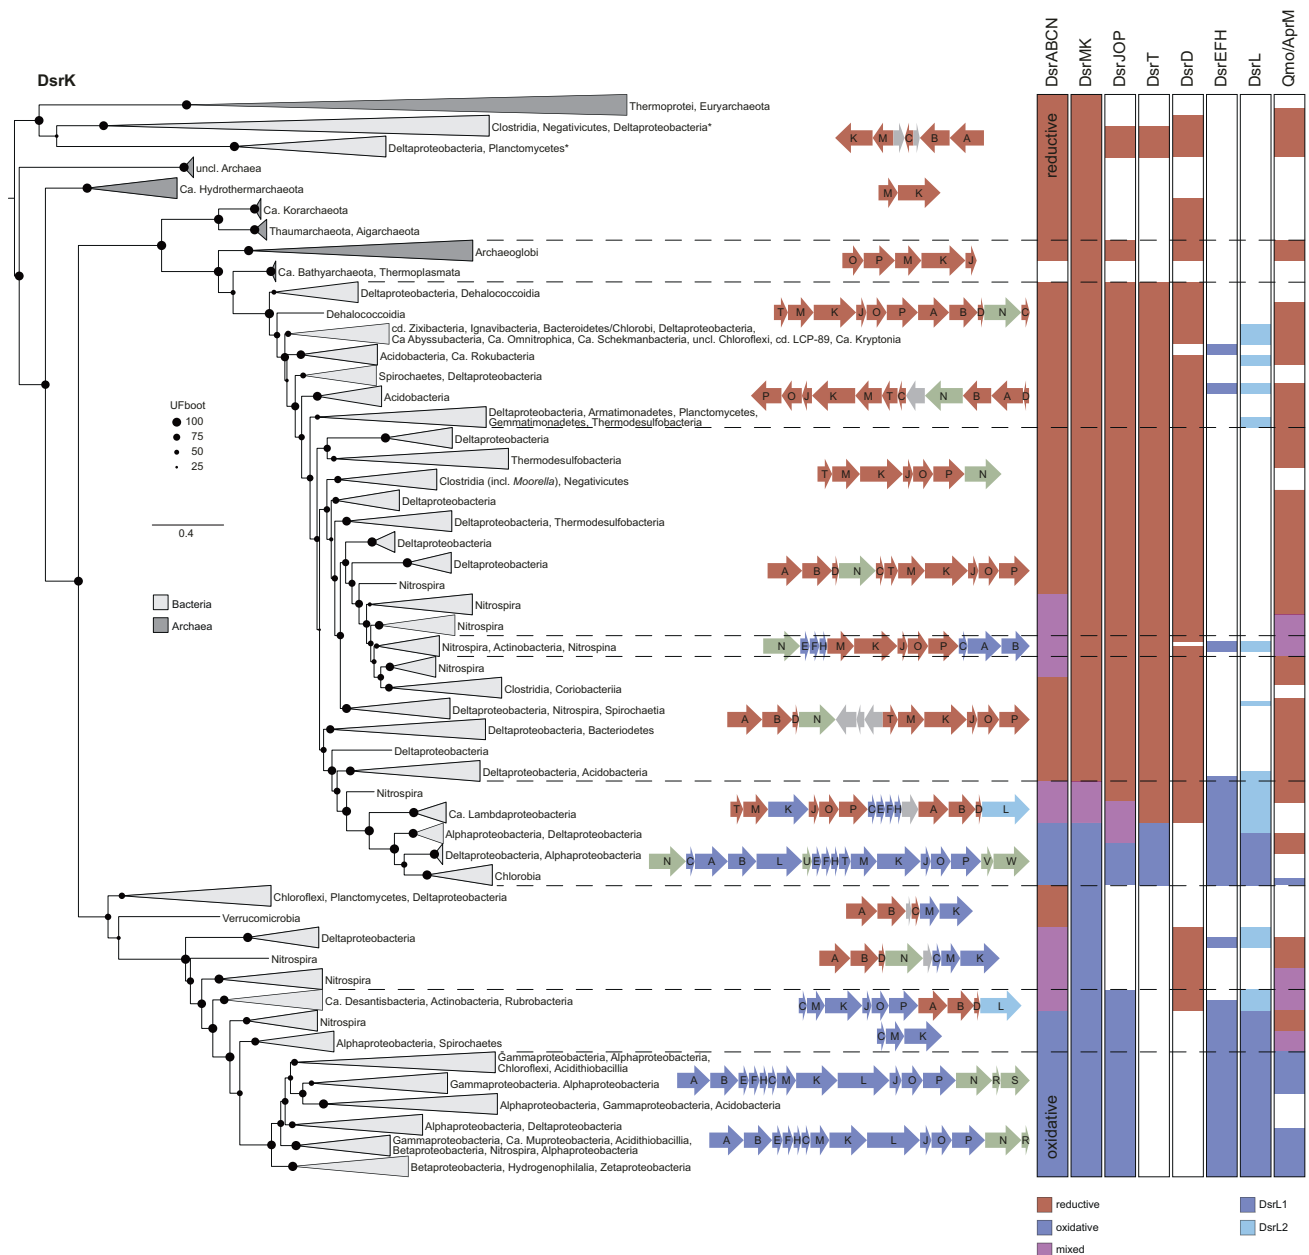 DsrABCN
DsrMK
DsrJOP
DsrT
DsrD
DsrEFH
DsrL
Qmo/AprM
DsrK
reductive
Thermoprotei, Euryarchaeota
Clostridia, Negativicutes, Deltaproteobacteria*
K M C B A
Deltaproteobacteria, Planctomycetes*
uncl. Archaea
Ca. Hydrothermarchaeota
M K
Ca. Korarchaeota
Thaumarchaeota, Aigarchaeota
Archaeoglobi
O P M K J
Ca. Bathyarchaeota, Thermoplasmata
Deltaproteobacteria, Dehalococcoidia
Dehalococcoidia
T M K J O P A B D N C
cd. Zixibacteria, Ignavibacteria, Bacteroidetes/Chlorobi, Deltaproteobacteria,
Ca Abyssubacteria, Ca. Omnitrophica, Ca. Schekmanbacteria, uncl. Chloroflexi, cd. LCP-89, Ca. Kryptonia
Acidobacteria, Ca. Rokubacteria
Spirochaetes, Deltaproteobacteria
Acidobacteria
P O J K M T C N B A D
UFboot
100
75
50
25
Deltaproteobacteria, Armatimonadetes, Planctomycetes,
Gemmatimonadetes, Thermodesulfobacteria
Deltaproteobacteria
Thermodesulfobacteria
T M K J O P N
Clostridia (incl. Moorella), Negativicutes
Deltaproteobacteria
Deltaproteobacteria, Thermodesulfobacteria
0.4
Deltaproteobacteria
Deltaproteobacteria
A B D N C T M K J O P
Nitrospira
Bacteria
Archaea
Nitrospira
Nitrospira
Nitrospira, Actinobacteria, Nitrospina
N E F H M K J O P C A B
Nitrospira
Clostridia, Coriobacteriia
Deltaproteobacteria, Nitrospira, Spirochaetia
A B D N T M K J O P
Deltaproteobacteria, Bacteriodetes
Deltaproteobacteria
Deltaproteobacteria, Acidobacteria
Nitrospira
Ca. Lambdaproteobacteria
T M K J O P C E F H A B D L
Alphaproteobacteria, Deltaproteobacteria
Deltaproteobacteria, Alphaproteobacteria
N C A B L U E F H T M K J O P V W
Chlorobia
Chloroflexi, Planctomycetes, Deltaproteobacteria
A B C M K
Verrucomicrobia
Deltaproteobacteria
Nitrospira
A B D N C M K
Nitrospira
Ca. Desantisbacteria, Actinobacteria, Rubrobacteria
C M K J O P A B D L
Nitrospira
C M K
Alphaproteobacteria, Spirochaetes
Gammaproteobacteria, Alphaproteobacteria,
Chloroflexi, Acidithiobacillia
A B E F H C M K L J O P N R S
Gammaproteobacteria. Alphaproteobacteria
Alphaproteobacteria, Gammaproteobacteria, Acidobacteria
Alphaproteobacteria, Deltaproteobacteria
Gammaproteobacteria, Ca. Muproteobacteria, Acidithiobacillia,
Betaproteobacteria, Nitrospira, Alphaproteobacteria
A B E F H C M K L J O P N R
oxidative
Betaproteobacteria, Hydrogenophilalia, Zetaproteobacteria
reductive
oxidative
mixed
DsrL1
DsrL2